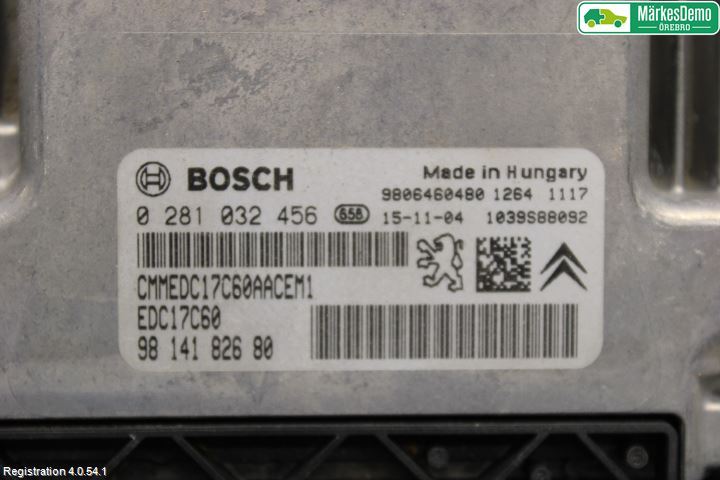 MärkesDemo
ÖREBRO
BOSCH
Made in Hungary
9806460480 1264 1117
0 281 032 456 656 15-11-04 1039S88092
CMMEDC17C60AACEM1
EDC17C60
98 141 826 80
Registration 4.0.54.1